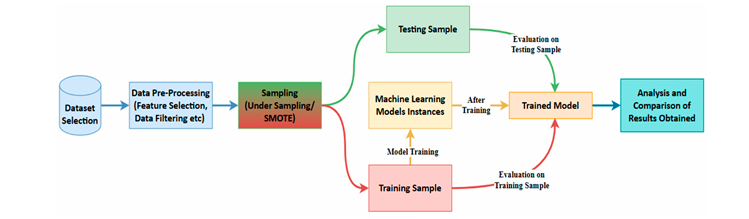 Dataset
Selection
Data Pre-Processing
(Feature Selection,
Data Filtering etc)
Sampling
(Under Sampling/
SMOTE)
Testing Sample
Evaluation on
Testing Sample
Machine Learning
Models Instances
After
Training
Trained Model
Analysis and
Comparison of
Results Obtained
Model Training
Training Sample
Evaluation on
Training Sample